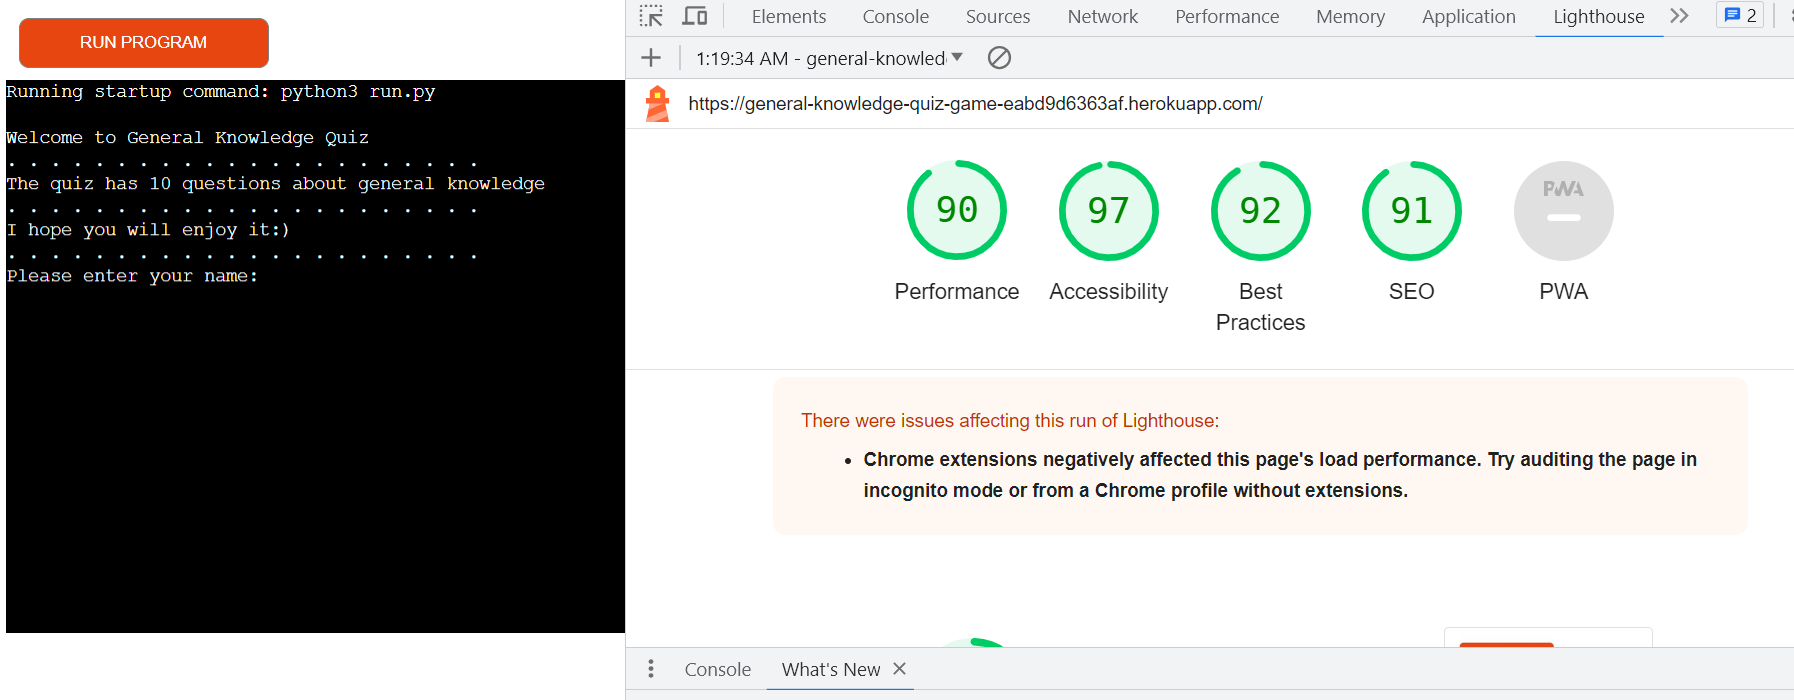 RUN PROGRAM
Running startup command: python3 run.py
Welcome to General Knowledge Quiz
. . . . . . . . . . . . . . . . . . . . . .
The quiz has 10 questions about general knowledge
. . . . . . . . . . . . . . . . . . . . . .
I hope you will enjoy it:)
. . . . . . . . . . . . . . . . . . . . . .
Please enter your name:
Elements Console Sources Network Performance Memory Application Lighthouse 2
1:19:34 AM - general-knowled
https://general-knowledge-quiz-game-eabd9d6363af.herokuapp.com/
90 97 92 91 PWA
Performance Accessibility Best SEO PWA
Practices
There were issues affecting this run of Lighthouse:
• Chrome extensions negatively affected this page's load performance. Try auditing the page in
incognito mode or from a Chrome profile without extensions.
Console What's New